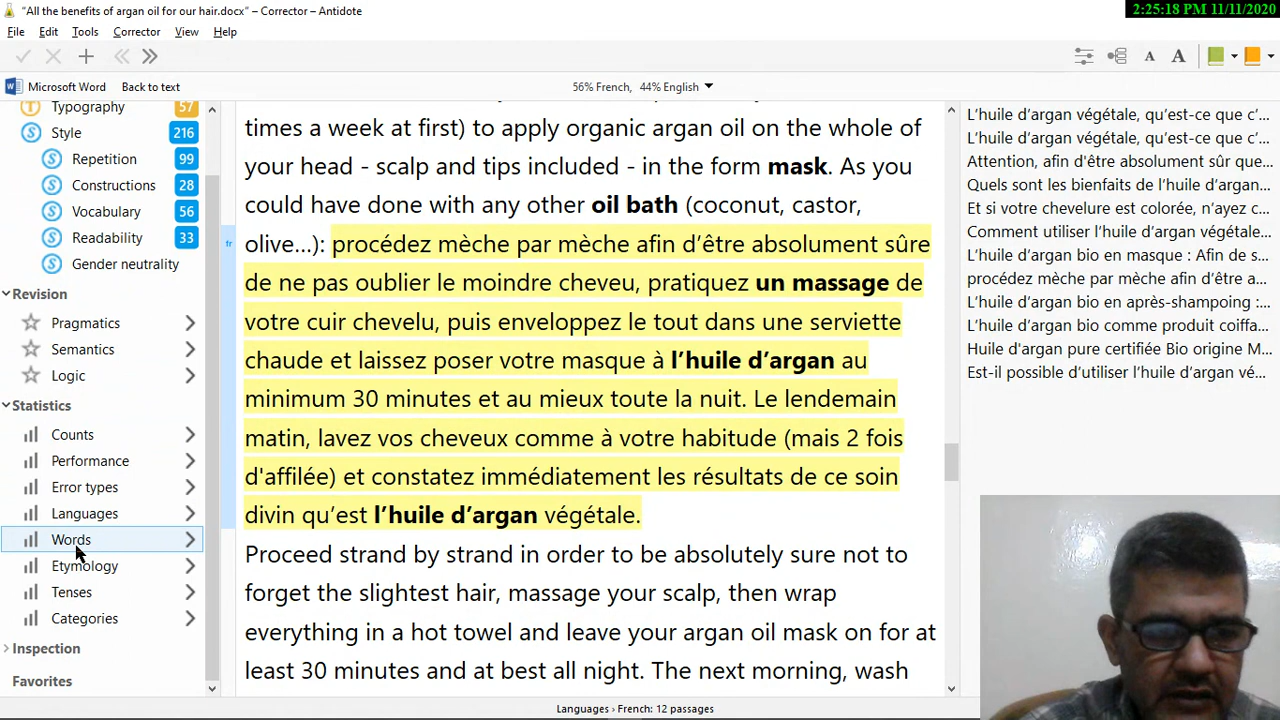 "All the benefits of argan oil for our hair.docx" – Corrector – Antidote
2:25:18 PM 11/11/2020
File Edit Tools Corrector View Help
A A
Microsoft Word Back to text
56% French, 44% English
Typography 57
Style 216
Repetition 99
Constructions 28
Vocabulary 56
Readability 33
Gender neutrality
Revision
Pragmatics
Semantics
Logic
Statistics
Counts
Performance
Error types
Languages
Words
Etymology
Tenses
Categories
Inspection
Favorites
times a week at first) to apply organic argan oil on the whole of
your head - scalp and tips included - in the form mask. As you
could have done with any other oil bath (coconut, castor,
fr
olive...): procédez mèche par mèche afin d’être absolument sûre
de ne pas oublier le moindre cheveu, pratiquez un massage de
votre cuir chevelu, puis enveloppez le tout dans une serviette
chaude et laissez poser votre masque à l’huile d’argan au
minimum 30 minutes et au mieux toute la nuit. Le lendemain
matin, lavez vos cheveux comme à votre habitude (mais 2 fois
d'affilée) et constatez immédiatement les résultats de ce soin
divin qu’est l’huile d’argan végétale.
Proceed strand by strand in order to be absolutely sure not to
forget the slightest hair, massage your scalp, then wrap
everything in a hot towel and leave your argan oil mask on for at
least 30 minutes and at best all night. The next morning, wash
L’huile d’argan végétale, qu’est-ce que c’...
L’huile d’argan végétale, qu’est-ce que c’...
Attention, afin d'être absolument sûr que...
Quels sont les bienfaits de l’huile d’argan...
Et si votre chevelure est colorée, n’ayez c...
Comment utiliser l’huile d’argan végétale...
L’huile d’argan bio en masque : Afin de s...
procédez mèche par mèche afin d’être a...
L’huile d’argan bio en après-shampoing :...
L’huile d’argan bio comme produit coiffa...
Huile d'argan pure certifiée Bio origine M...
Est-il possible d’utiliser l’huile d’argan vé...
Languages › French: 12 passages